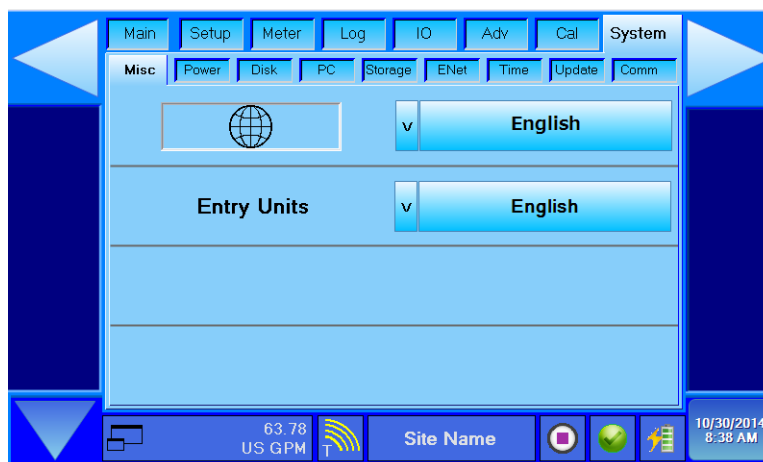 Main Setup Meter Log IO Adv Cal System
Misc Power Disk PC Storage ENet Time Update Comm
v English
Entry Units v English
63.78
US GPM T Site Name
10/30/2014
8:38 AM